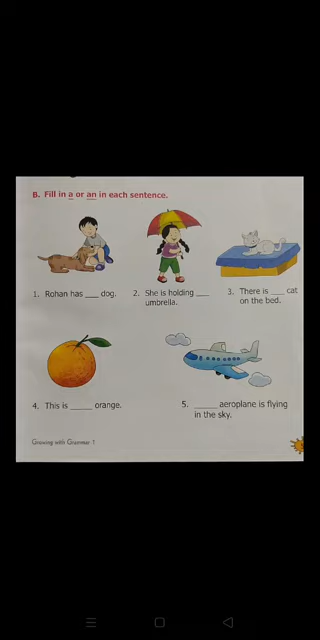 B. Fill in a or an in each sentence.
1. Rohan has ___ dog.
2. She is holding ___
umbrella.
3. There is ___ cat
on the bed.
4. This is ____ orange.
5. ____ aeroplane is flying
in the sky.
Growing with Grammar 1